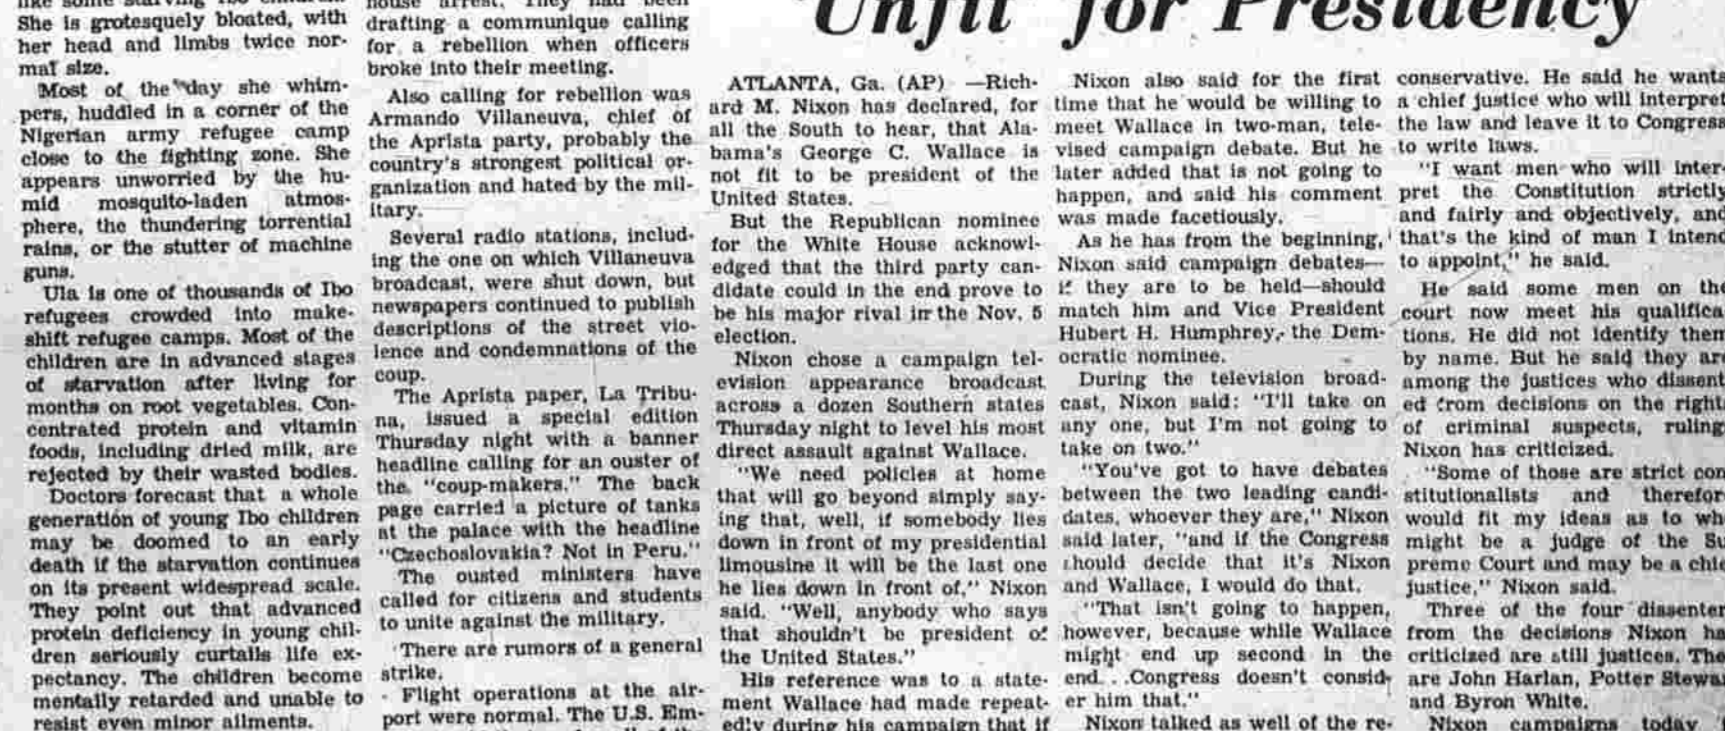 like some starving Ibo children.
She is grotesquely bloated, with
her head and limbs twice nor-
mal size.
Most of the day she whim-
pers, huddled in a corner of the
Nigerian army refugee camp
close to the fighting zone. She
appears unworried by the hu-
mid mosquito-laden atmos-
phere, the thundering torrential
rains, or the stutter of machine
guns.
Ula is one of thousands of Ibo
refugees crowded into make-
shift refugee camps. Most of the
children are in advanced stages
of starvation after living for
months on root vegetables. Con-
centrated protein and vitamin
foods, including dried milk, are
rejected by their wasted bodies.
Doctors forecast that a whole
generation of young Ibo children
may be doomed to an early
death if the starvation continues
on its present widespread scale.
They point out that advanced
protein deficiency in young chil-
dren seriously curtails life ex-
pectancy. The children become
mentally retarded and unable to
resist even minor ailments.
house arrest. They had been
drafting a communique calling
for a rebellion when officers
broke into their meeting.
Also calling for rebellion was
Armando Villaneuva, chief of
the Aprista party, probably the
country's strongest political or-
ganization and hated by the mil-
itary.
Several radio stations, includ-
ing the one on which Villaneuva
broadcast, were shut down, but
newspapers continued to publish
descriptions of the street vio-
lence and condemnations of the
coup.
The Aprista paper, La Tribu-
na, issued a special edition
Thursday night with a banner
headline calling for an ouster of
the "coup-makers." The back
page carried a picture of tanks
at the palace with the headline
"Czechoslovakia? Not in Peru."
The ousted ministers have
called for citizens and students
to unite against the military.
There are rumors of a general
strike.
Flight operations at the air-
port were normal. The U.S. Em-
'Unfit' for Presidency
ATLANTA, Ga. (AP) —Rich-
ard M. Nixon has declared, for
all the South to hear, that Ala-
bama's George C. Wallace is
not fit to be president of the
United States.
But the Republican nominee
for the White House acknowl-
edged that the third party can-
didate could in the end prove to
be his major rival in the Nov. 5
election.
Nixon chose a campaign tel-
evision appearance broadcast
across a dozen Southern states
Thursday night to level his most
direct assault against Wallace.
"We need policies at home
that will go beyond simply say-
ing that, well, if somebody lies
down in front of my presidential
limousine it will be the last one
he lies down in front of," Nixon
said. "Well, anybody who says
that shouldn't be president of
the United States."
His reference was to a state-
ment Wallace had made repeat-
edly during his campaign that if
Nixon also said for the first
time that he would be willing to
meet Wallace in two-man, tele-
vised campaign debate. But he
later added that is not going to
happen, and said his comment
was made facetiously.
As he has from the beginning,
Nixon said campaign debates—
if they are to be held—should
match him and Vice President
Hubert H. Humphrey, the Dem-
ocratic nominee.
During the television broad-
cast, Nixon said: "I'll take on
any one, but I'm not going to
take on two."
"You've got to have debates
between the two leading candi-
dates, whoever they are," Nixon
said later, "and if the Congress
should decide that it's Nixon
and Wallace, I would do that.
"That isn't going to happen,
however, because while Wallace
might end up second in the
end. . .Congress doesn't consid-
er him that."
Nixon talked as well of the re-
conservative. He said he wants
a chief justice who will interpret
the law and leave it to Congress
to write laws.
"I want men who will inter-
pret the Constitution strictly
and fairly and objectively, and
that's the kind of man I intend
to appoint," he said.
He said some men on the
court now meet his qualifica
tions. He did not identify them
by name. But he said they are
among the justices who dissent
ed from decisions on the right
of criminal suspects, ruling
Nixon has criticized.
"Some of those are strict con
stitutionalists and therefor
would fit my ideas as to wh
might be a judge of the Su
preme Court and may be a chie
justice," Nixon said.
Three of the four dissenter
from the decisions Nixon ha
criticized are still justices. The
are John Harlan, Potter Stewar
and Byron White.
Nixon campaigns today